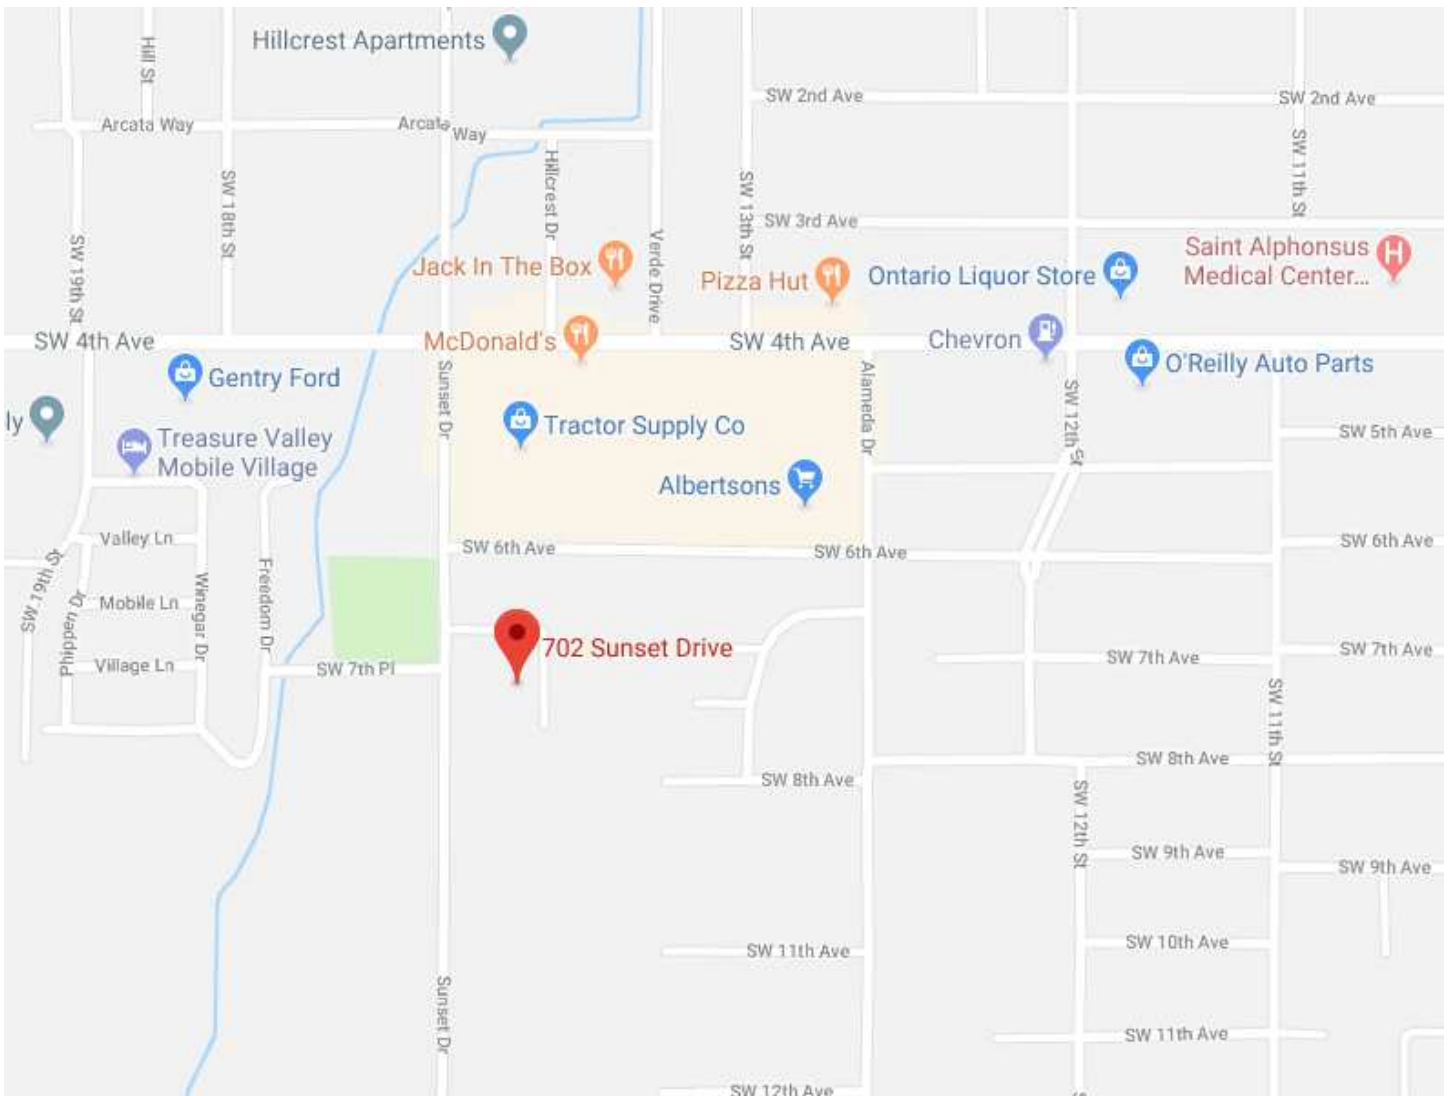 Hillcrest Apartments
Hill St
SW 2nd Ave
SW 2nd Ave
Arcata Way
Arcata Way
SW 18th St
Hillcrest Dr
SW 13th St
SW 11th St
SW 3rd Ave
SW 19th St
Verde Drive
Jack In The Box
Pizza Hut
Ontario Liquor Store
Saint Alphonsus
Medical Center...
SW 4th Ave
McDonald's
SW 4th Ave
Chevron
O'Reilly Auto Parts
Gentry Ford
Sunset Dr
Alameda Dr
SW 12th St
ly
Treasure Valley
Mobile Village
Tractor Supply Co
SW 5th Ave
Albertsons
Valley Ln
SW 6th Ave
SW 6th Ave
SW 6th Ave
SW 19th St
Phippen Dr
Mobile Ln
Winegar Dr
Freedom Dr
702 Sunset Drive
Village Ln
SW 7th Pl
SW 7th Ave
SW 7th Ave
SW 11th St
SW 8th Ave
SW 8th Ave
SW 12th St
SW 9th Ave
SW 9th Ave
SW 11th Ave
SW 10th Ave
Sunset Dr
SW 11th Ave
SW 12th Ave